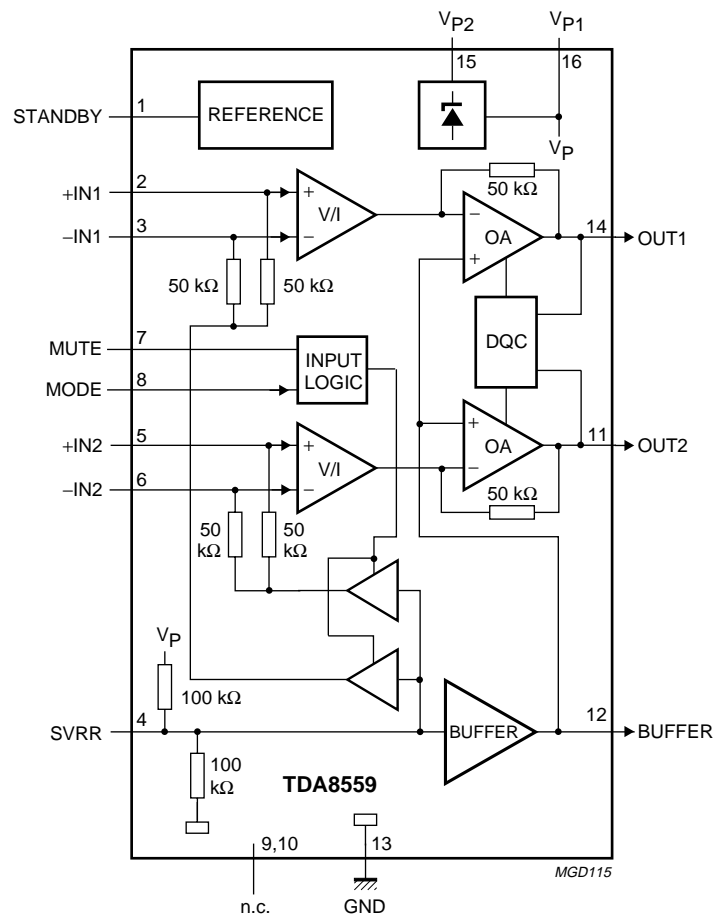 VP2
VP1
15
16
STANDBY
1
REFERENCE
VP
+IN1
2
−IN1
3
+
−
V/I
50 kΩ
−
+
OA
14
OUT1
50 kΩ
50 kΩ
MUTE
7
MODE
8
INPUT
LOGIC
DQC
+IN2
5
−IN2
6
+
−
V/I
+
−
OA
11
OUT2
50 kΩ
50
kΩ
50
kΩ
VP
100 kΩ
SVRR
4
BUFFER
12
BUFFER
100
kΩ
TDA8559
9,10
13
MGD115
n.c.
GND